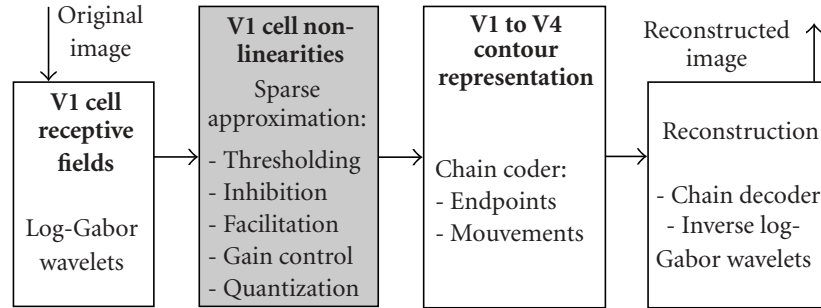 Original
image
V1 cell
receptive
fields
Log-Gabor
wavelets
V1 cell non-
linearities
Sparse
approximation:
- Thresholding
- Inhibition
- Facilitation
- Gain control
- Quantization
V1 to V4
contour
representation
Chain coder:
- Endpoints
- Mouvements
Reconstructed
image
Reconstruction
- Chain decoder
- Inverse log-
Gabor wavelets